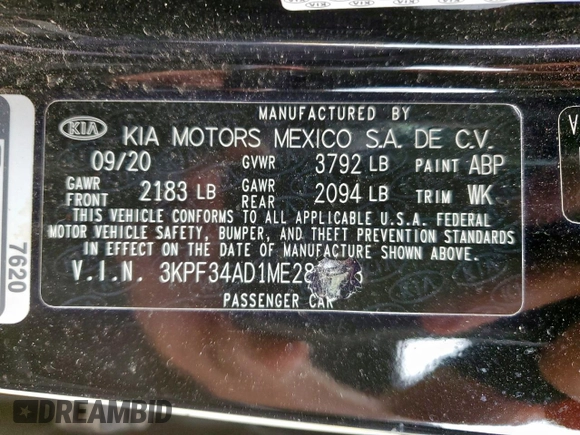 MANUFACTURED BY
KIA KIA MOTORS MEXICO S.A. DE C.V.
09/20 GVWR 3792 LB PAINT ABP
GAWR FRONT 2183 LB GAWR REAR 2094 LB TRIM WK
THIS VEHICLE CONFORMS TO ALL APPLICABLE U.S.A. FEDERAL
MOTOR VEHICLE SAFETY, BUMPER, AND THEFT PREVENTION STANDARDS
IN EFFECT ON THE DATE OF MANUFACTURE SHOWN ABOVE.
V.I.N.
PASSENGER CAR
7620
DREAMBID